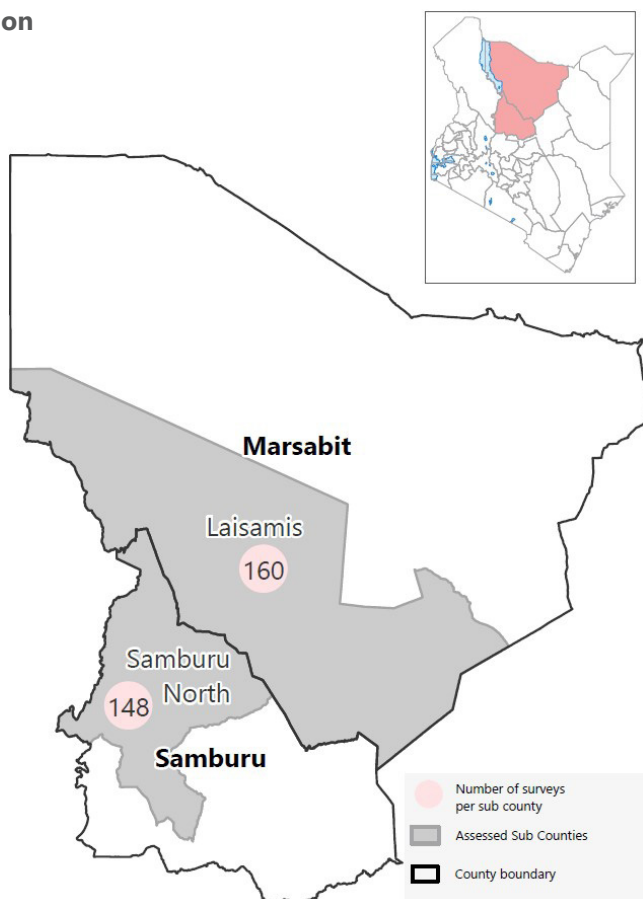 on
Marsabit
Laisamis
160
Samburu
North
148
Samburu
Number of surveys
per sub county
Assessed Sub Counties
County boundary